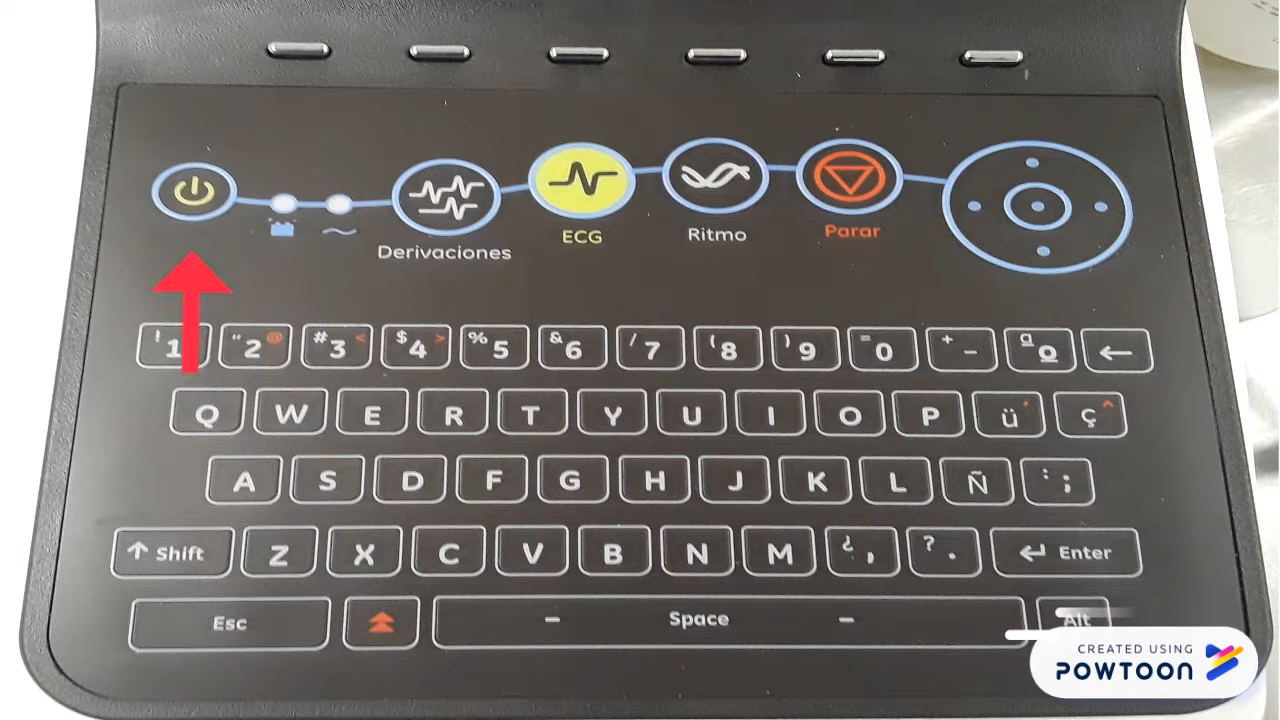 Derivaciones ECG Ritmo Parar
! 1 " 2 @ # 3 < $ 4 > % 5 & 6 / 7 ( 8 ) 9 = 0 + - ª º ←
Q W E R T Y U I O P ü ´ Ç ^
A S D F G H J K L Ñ : ;
↑ Shift Z X C V B N M ¿ , ? . ↵ Enter
Esc - Space - Alt
CREATED USING
POWTOON